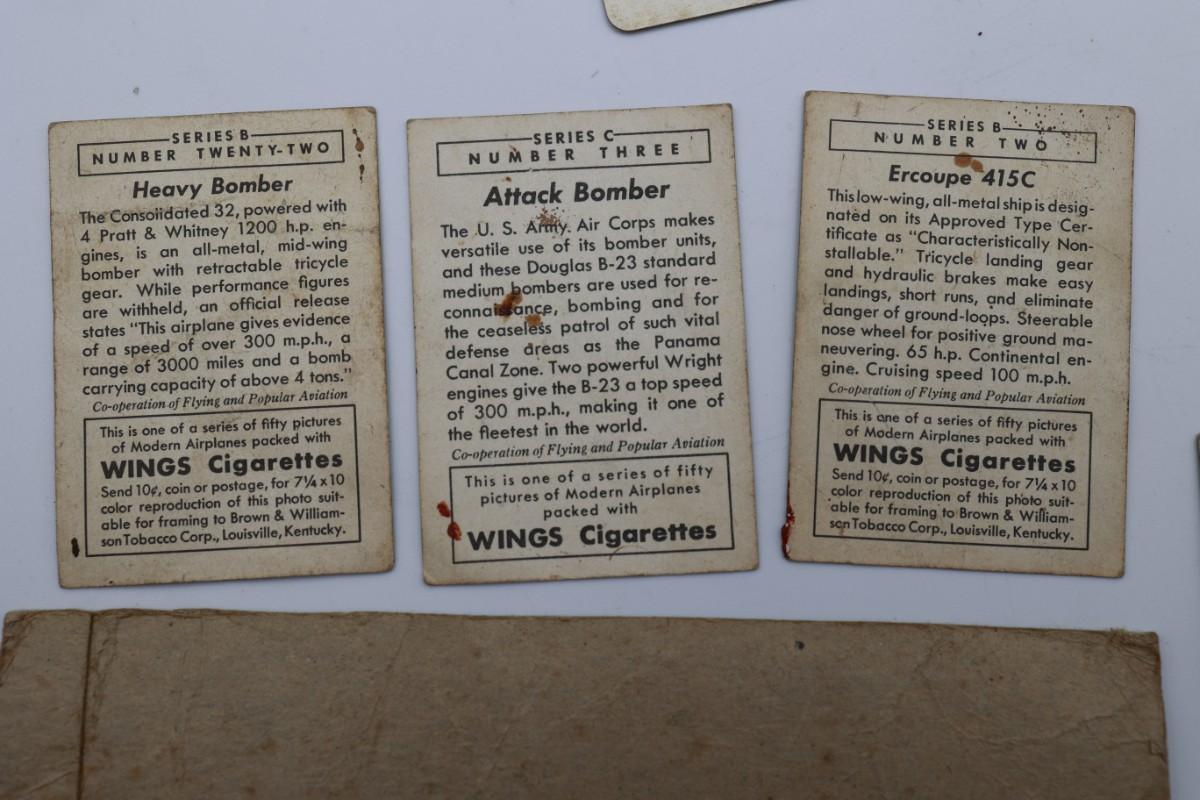 SERIES B
NUMBER TWENTY-TWO
Heavy Bomber
The Consolidated 32, powered with
4 Pratt & Whitney 1200 h.p. en-
gines, is an all-metal, mid-wing
bomber with retractable tricycle
gear. While performance figures
are withheld, an official release
states "This airplane gives evidence
of a speed of over 300 m.p.h., a
range of 3000 miles and a bomb
carrying capacity of above 4 tons."
Co-operation of Flying and Popular Aviation
This is one of a series of fifty pictures
of Modern Airplanes packed with
WINGS Cigarettes
Send 10¢, coin or postage, for 7¼ x 10
color reproduction of this photo suit-
able for framing to Brown & William-
son Tobacco Corp., Louisville, Kentucky.
SERIES C
NUMBER THREE
Attack Bomber
The U. S. Army Air Corps makes
versatile use of its bomber units,
and these Douglas B-23 standard
medium bombers are used for re-
connaissance, bombing and for
the ceaseless patrol of such vital
defense areas as the Panama
Canal Zone. Two powerful Wright
engines give the B-23 a top speed
of 300 m.p.h., making it one of
the fleetest in the world.
Co-operation of Flying and Popular Aviation
This is one of a series of fifty
pictures of Modern Airplanes
packed with
WINGS Cigarettes
SERIES B
NUMBER TWO
Ercoupe 415C
This low-wing, all-metal ship is desig-
nated on its Approved Type Cer-
tificate as "Characteristically Non-
stallable." Tricycle landing gear
and hydraulic brakes make easy
landings, short runs, and eliminate
danger of ground-loops. Steerable
nose wheel for positive ground ma-
neuvering. 65 h.p. Continental en-
gine. Cruising speed 100 m.p.h.
Co-operation of Flying and Popular Aviation
This is one of a series of fifty pictures
of Modern Airplanes packed with
WINGS Cigarettes
Send 10¢, coin or postage, for 7¼ x 10
color reproduction of this photo suit-
able for framing to Brown & William-
son Tobacco Corp., Louisville, Kentucky.